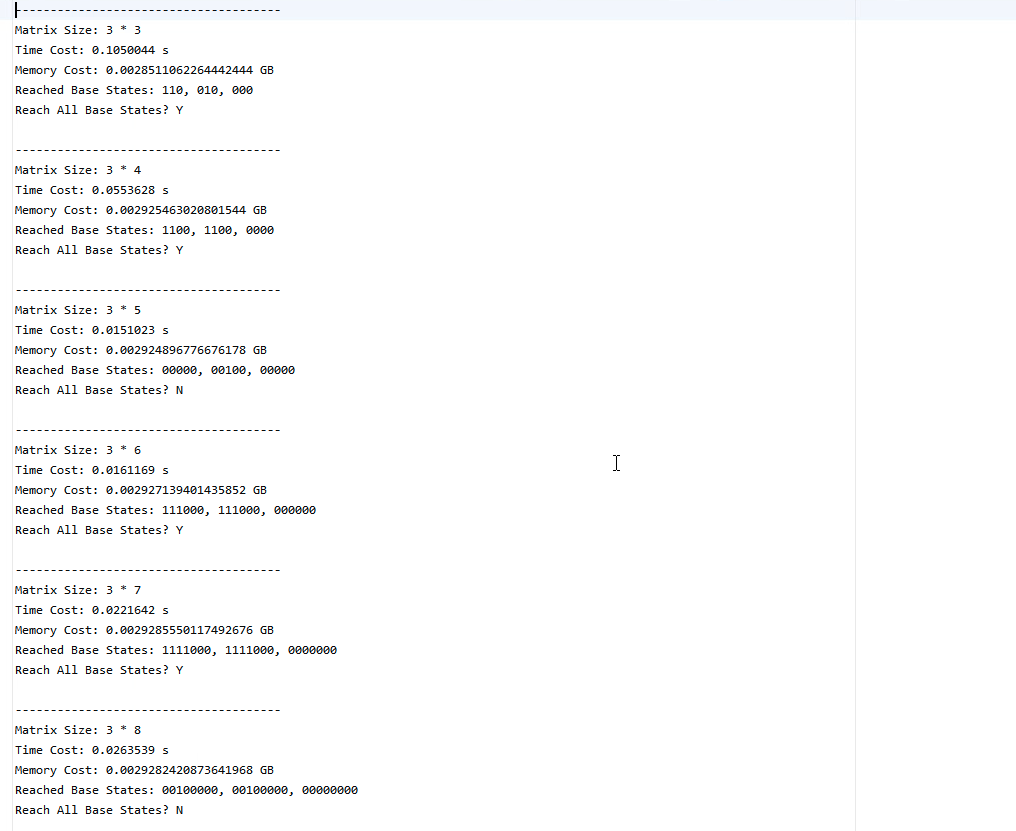 --------------------------------------
Matrix Size: 3 * 3
Time Cost: 0.1050044 s
Memory Cost: 0.0028511062264442444 GB
Reached Base States: 110, 010, 000
Reach All Base States? Y
--------------------------------------
Matrix Size: 3 * 4
Time Cost: 0.0553628 s
Memory Cost: 0.002925463020801544 GB
Reached Base States: 1100, 1100, 0000
Reach All Base States? Y
--------------------------------------
Matrix Size: 3 * 5
Time Cost: 0.0151023 s
Memory Cost: 0.002924896776676178 GB
Reached Base States: 00000, 00100, 00000
Reach All Base States? N
--------------------------------------
Matrix Size: 3 * 6
Time Cost: 0.0161169 s
Memory Cost: 0.002927139401435852 GB
Reached Base States: 111000, 111000, 000000
Reach All Base States? Y
--------------------------------------
Matrix Size: 3 * 7
Time Cost: 0.0221642 s
Memory Cost: 0.0029285550117492676 GB
Reached Base States: 1111000, 1111000, 0000000
Reach All Base States? Y
--------------------------------------
Matrix Size: 3 * 8
Time Cost: 0.0263539 s
Memory Cost: 0.0029282420873641968 GB
Reached Base States: 00100000, 00100000, 00000000
Reach All Base States? N